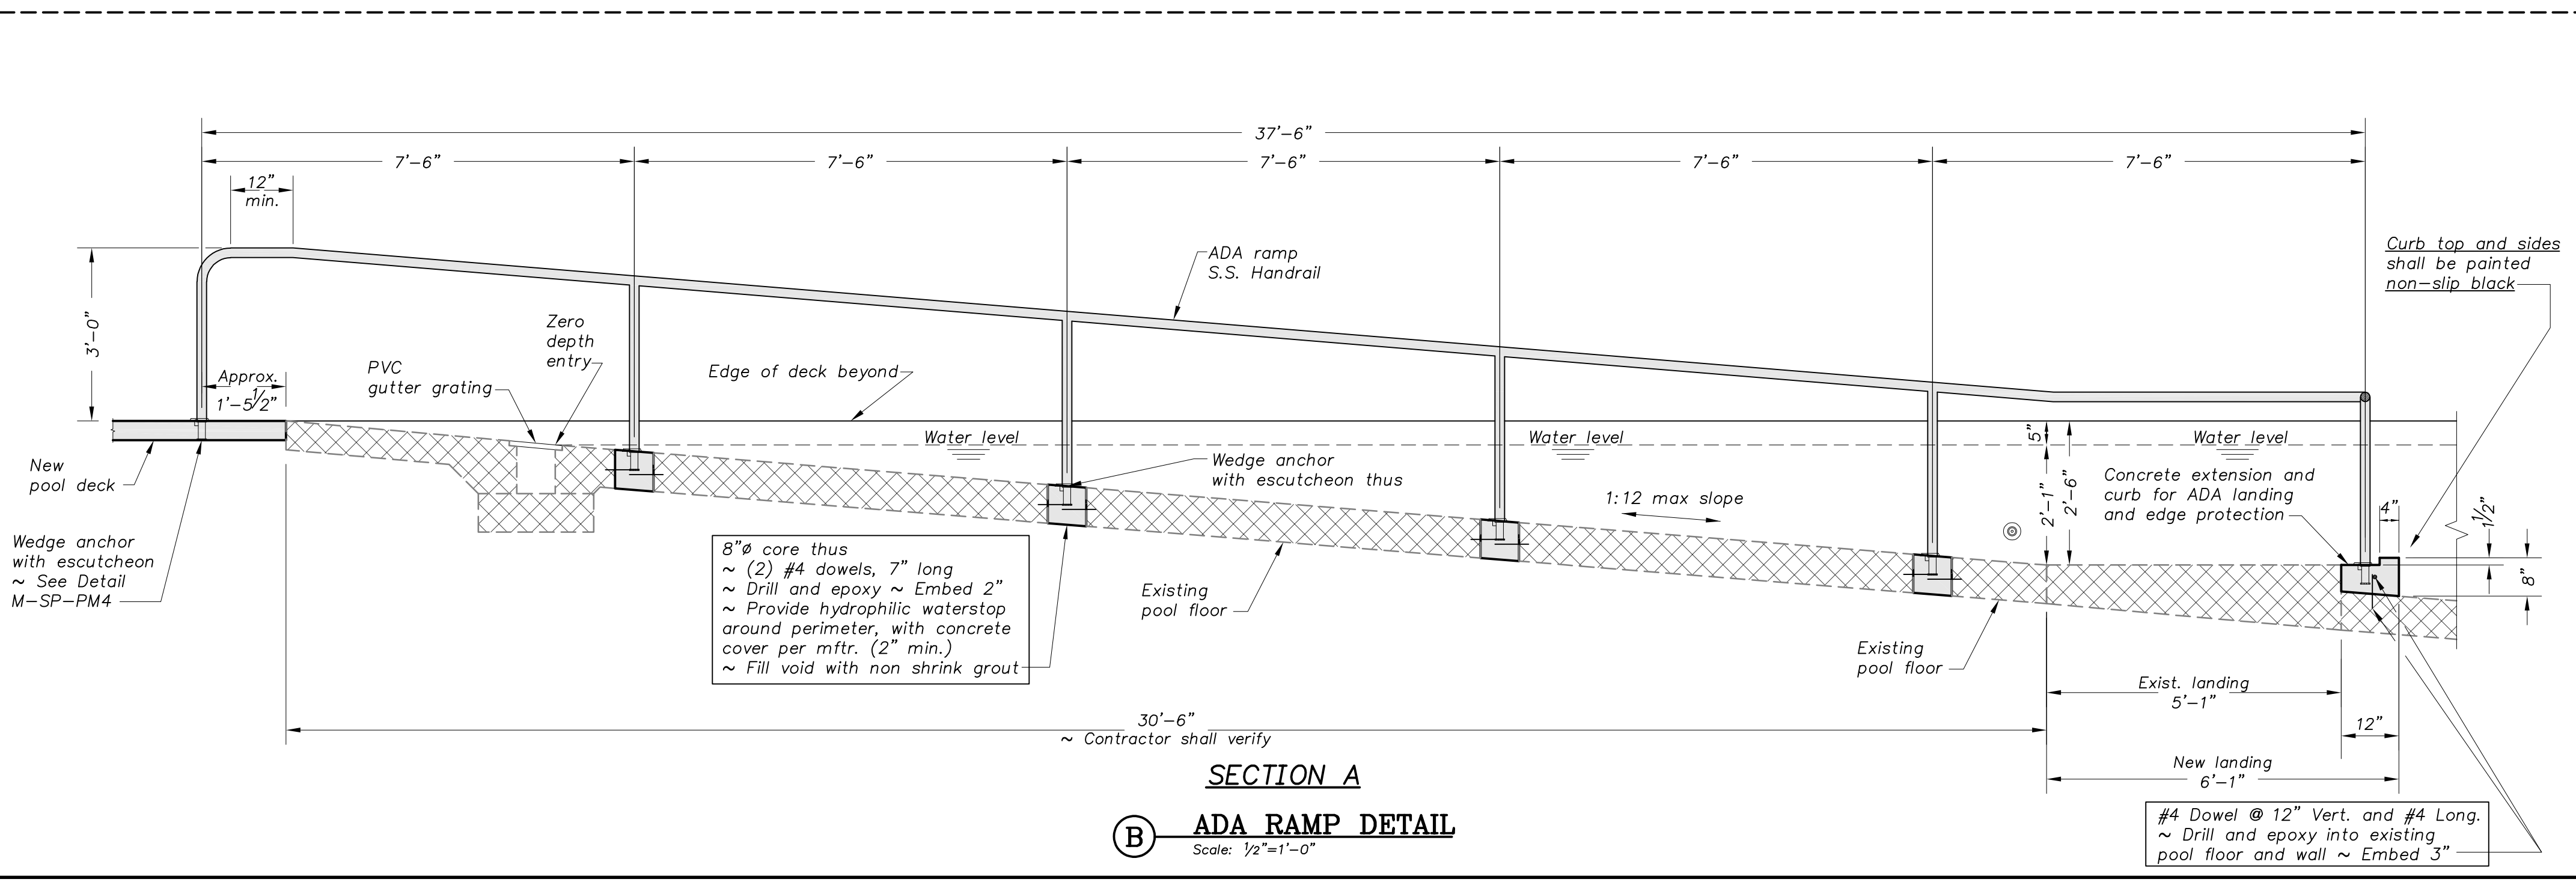 37'-6"
7'-6"
7'-6"
7'-6"
7'-6"
7'-6"
12"
min.
3'-0"
Approx.
1'-5 1/2"
PVC
gutter grating
Zero
depth
entry
Edge of deck beyond
ADA ramp
S.S. Handrail
Curb top and sides
shall be painted
non-slip black
New
pool deck
Wedge anchor
with escutcheon
~ See Detail
M-SP-PM4
Water level
Wedge anchor
with escutcheon thus
Water level
1:12 max slope
5"
2'-1"
2'-6"
Water level
Concrete extension and
curb for ADA landing
and edge protection
4"
1 1/2"
8"
8"ø core thus
~ (2) #4 dowels, 7" long
~ Drill and epoxy ~ Embed 2"
~ Provide hydrophilic waterstop
around perimeter, with concrete
cover per mftr. (2" min.)
~ Fill void with non shrink grout
Existing
pool floor
Existing
pool floor
Exist. landing
5'-1"
12"
30'-6"
~ Contractor shall verify
New landing
6'-1"
SECTION A
B ADA RAMP DETAIL
Scale: 1/2"=1'-0"
#4 Dowel @ 12" Vert. and #4 Long.
~ Drill and epoxy into existing
pool floor and wall ~ Embed 3"